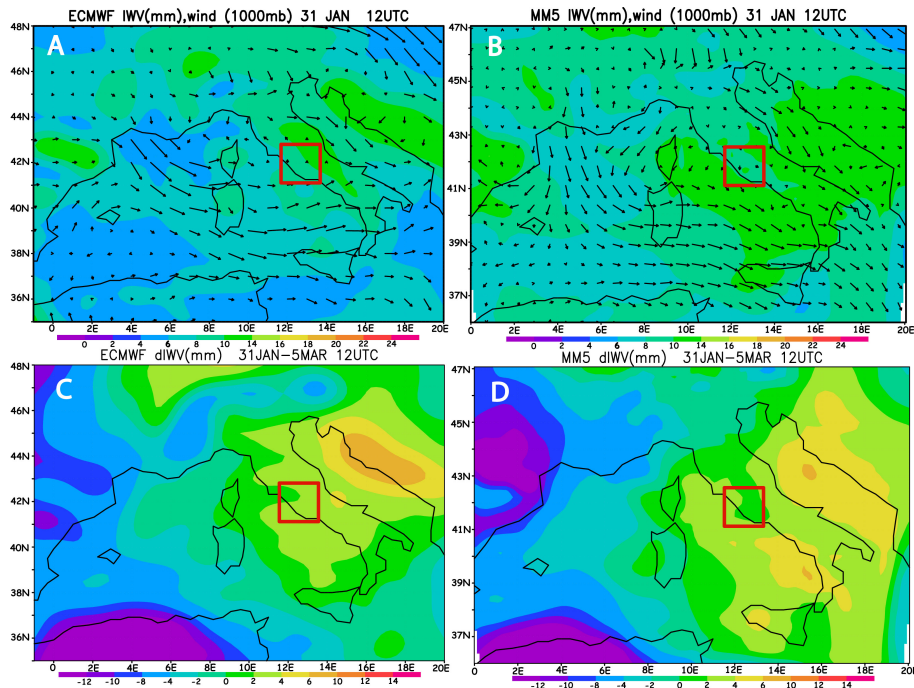 ECMWF IWV(mm),wind (1000mb) 31 JAN 12UTC
MM5 IWV(mm),wind (1000mb) 31 JAN 12UTC
A
48N
46N
44N
42N
40N
38N
36N
0 2E 4E 6E 8E 10E 12E 14E 16E 18E 20E
0 2 6 8 10 14 16 18 20 22 24
B
47N
45N
43N
41N
39N
37N
0 2E 4E 6E 8E 10E 12E 14E 16E 18E 20E
0 2 6 8 10 14 16 18 20 22 24
ECMWF dIWV(mm) 31JAN-5MAR 12UTC
MM5 dIWV(mm) 31JAN-5MAR 12UTC
C
48N
46N
44N
42N
40N
38N
36N
0 2E 4E 6E 8E 10E 12E 14E 16E 18E 20E
-12 -10 -8 -4 -2 0 2 4 6 10 12 14
D
47N
45N
43N
41N
39N
37N
0 2E 4E 6E 8E 10E 12E 14E 16E 18E 20E
-12 -10 -8 -4 -2 0 2 4 6 10 12 14